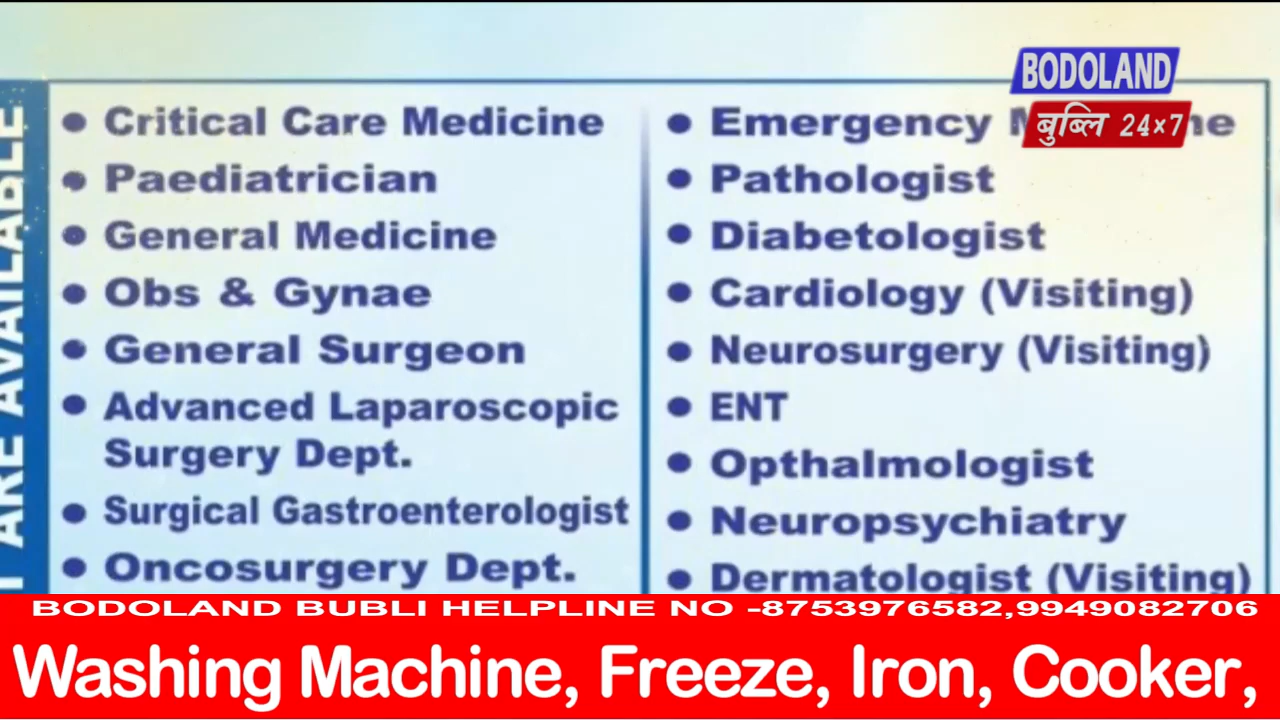 BODOLAND
बुब्लि 24×7
ARE AVAILABLE
Critical Care Medicine
Paediatrician
General Medicine
Obs & Gynae
General Surgeon
Advanced Laparoscopic
Surgery Dept.
Surgical Gastroenterologist
Oncosurgery Dept.
Emergency
Pathologist
Diabetologist
Cardiology (Visiting)
Neurosurgery (Visiting)
ENT
Opthalmologist
Neuropsychiatry
Dermatologist (Visiting)
BODOLAND BUBLI HELPLINE NO -8753976582,9949082706
Washing Machine, Freeze, Iron, Cooker,